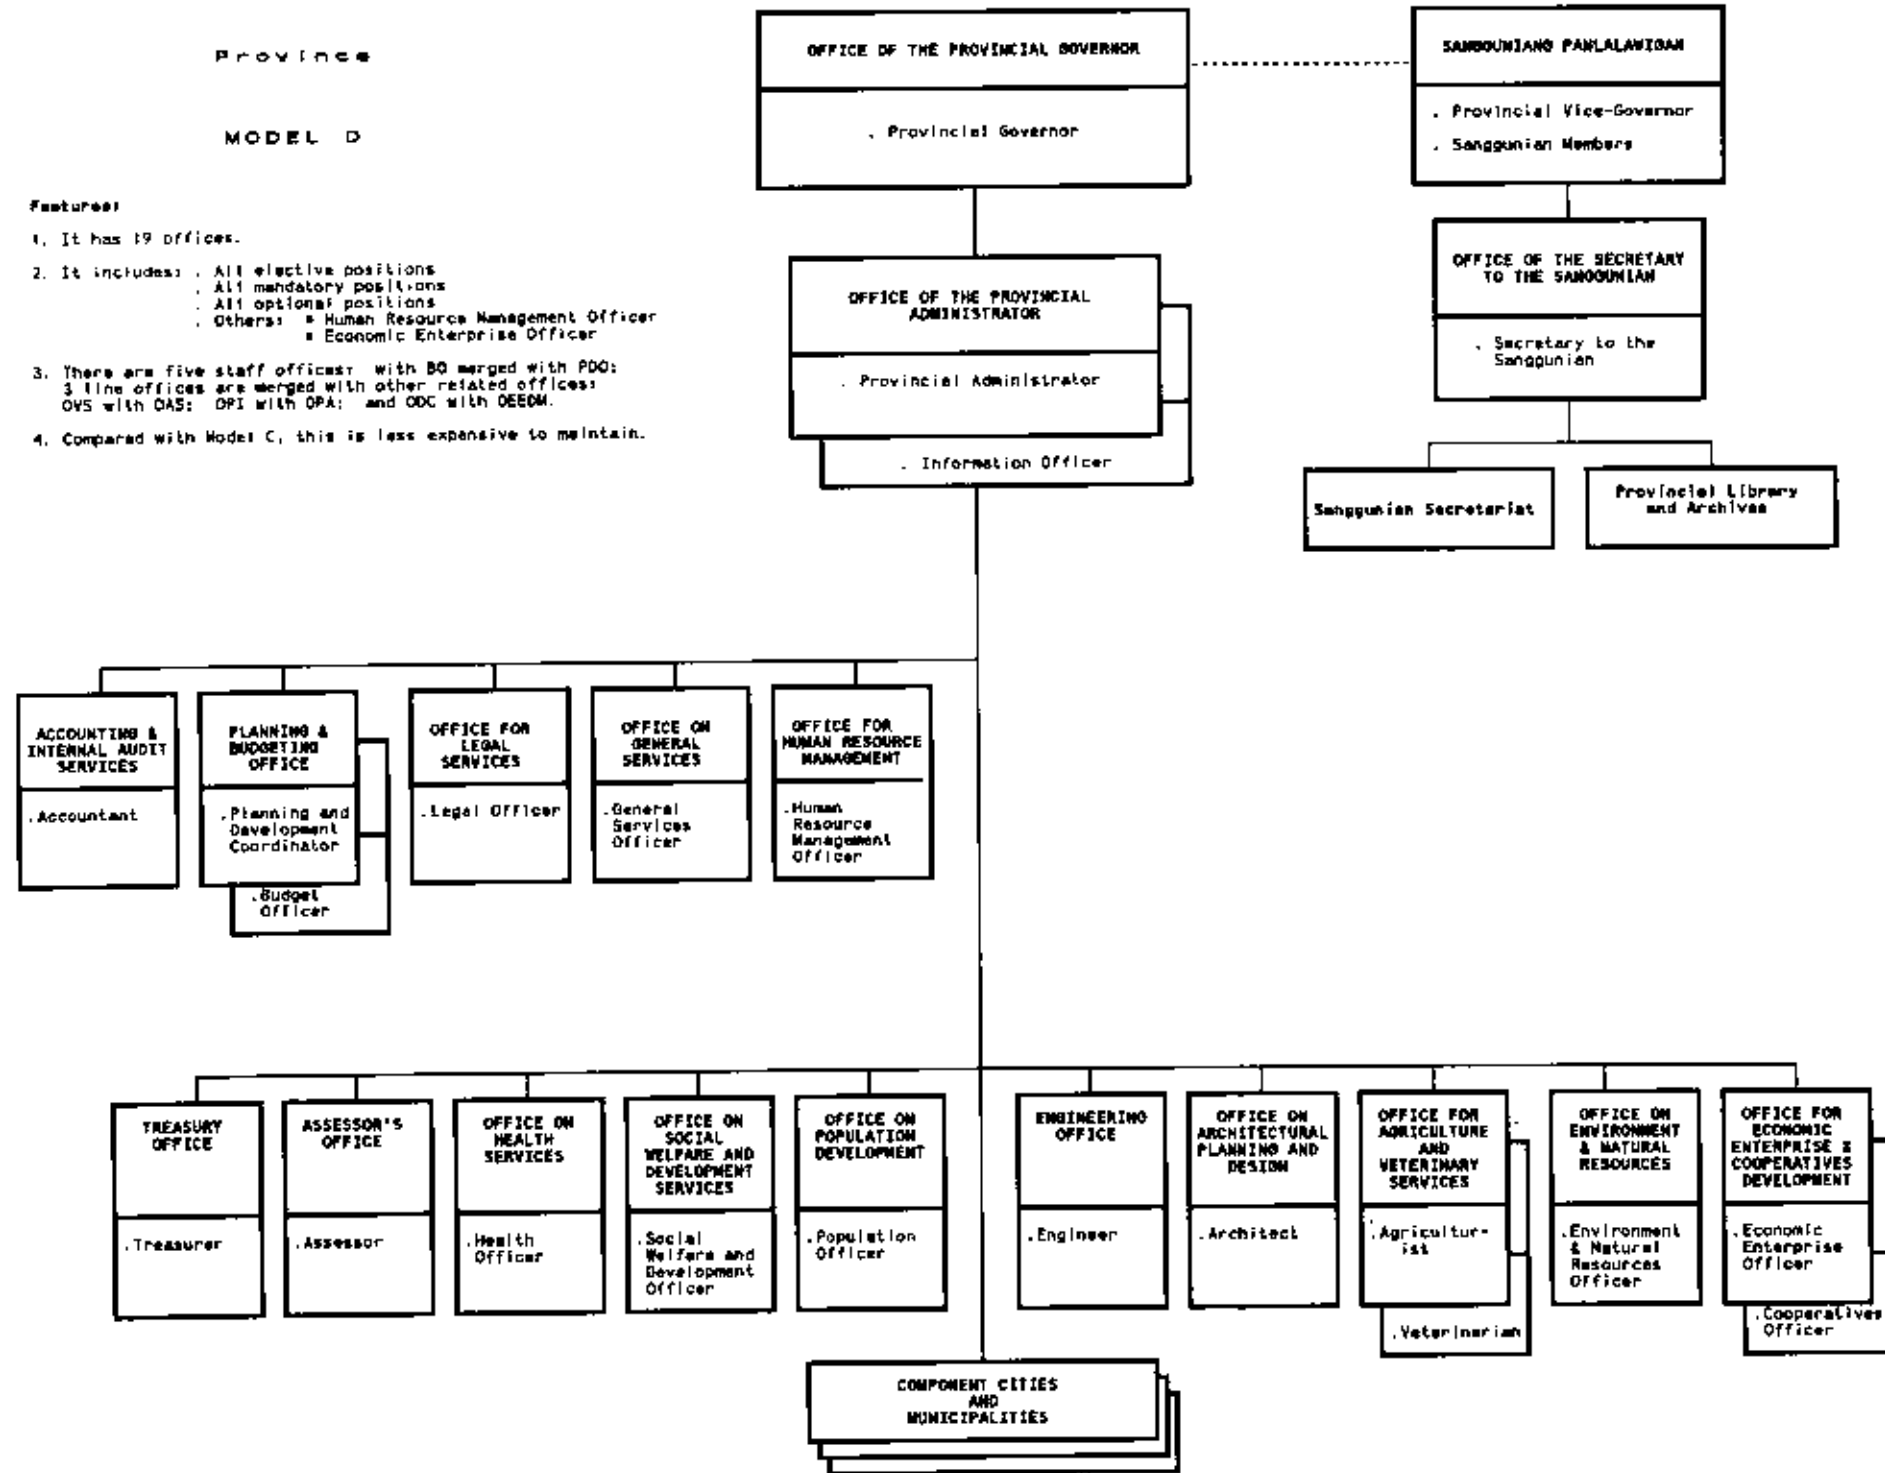 Province
MODEL D
Features:
1. It has 19 offices.
2. It includes: . All elective positions
. All mandatory positions
. All optional positions
. Others: * Human Resource Management Officer
* Economic Enterprise Officer
3. There are five staff offices: with BO merged with PDO;
3 line offices are merged with other related offices:
OVS with OAS; OPI with OPA; and ODC with OEEDM.
4. Compared with Model C, this is less expensive to maintain.
OFFICE OF THE PROVINCIAL GOVERNOR
. Provincial Governor
SANGGUNIANG PANLALAWIGAN
. Provincial Vice-Governor
. Sanggunian Members
OFFICE OF THE PROVINCIAL
ADMINISTRATOR
. Provincial Administrator
. Information Officer
OFFICE OF THE SECRETARY
TO THE SANGGUNIAN
. Secretary to the
Sanggunian
Sanggunian Secretariat
Provincial Library
and Archives
ACCOUNTING &
INTERNAL AUDIT
SERVICES
.Accountant
PLANNING &
BUDGETING
OFFICE
.Planning and
Development
Coordinator
.Budget
Officer
OFFICE FOR
LEGAL
SERVICES
.Legal Officer
OFFICE ON
GENERAL
SERVICES
.General
Services
Officer
OFFICE FOR
HUMAN RESOURCE
MANAGEMENT
.Human
Resource
Management
Officer
TREASURY
OFFICE
.Treasurer
ASSESSOR'S
OFFICE
.Assessor
OFFICE ON
HEALTH
SERVICES
.Health
Officer
OFFICE ON
SOCIAL
WELFARE AND
DEVELOPMENT
SERVICES
.Social
Welfare and
Development
Officer
OFFICE ON
POPULATION
DEVELOPMENT
.Population
Officer
ENGINEERING
OFFICE
.Engineer
OFFICE ON
ARCHITECTURAL
PLANNING AND
DESIGN
.Architect
OFFICE FOR
AGRICULTURE
AND
VETERINARY
SERVICES
.Agricultur-
ist
.Veterinarian
OFFICE ON
ENVIRONMENT
& NATURAL
RESOURCES
.Environment
& Natural
Resources
Officer
OFFICE FOR
ECONOMIC
ENTERPRISE &
COOPERATIVES
DEVELOPMENT
.Economic
Enterprise
Officer
.Cooperatives
Officer
COMPONENT CITIES
AND
MUNICIPALITIES